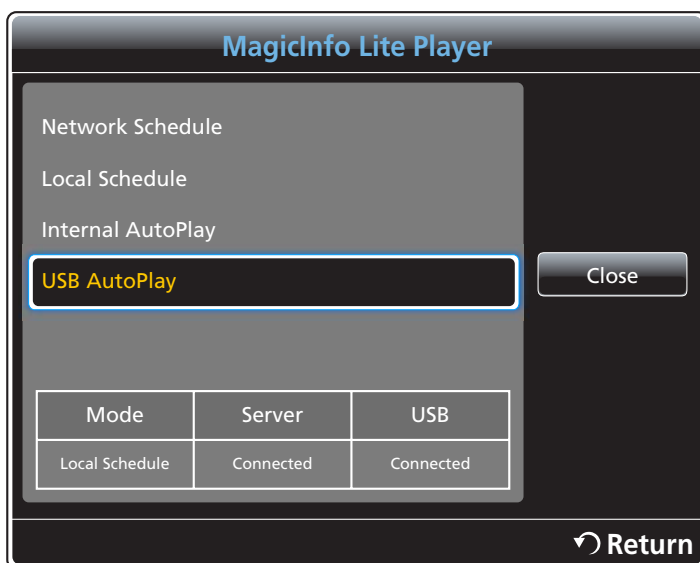 MagicInfo Lite Player
Network Schedule
Local Schedule
Internal AutoPlay
USB AutoPlay
Close
Mode Server USB
Local Schedule Connected Connected
Return